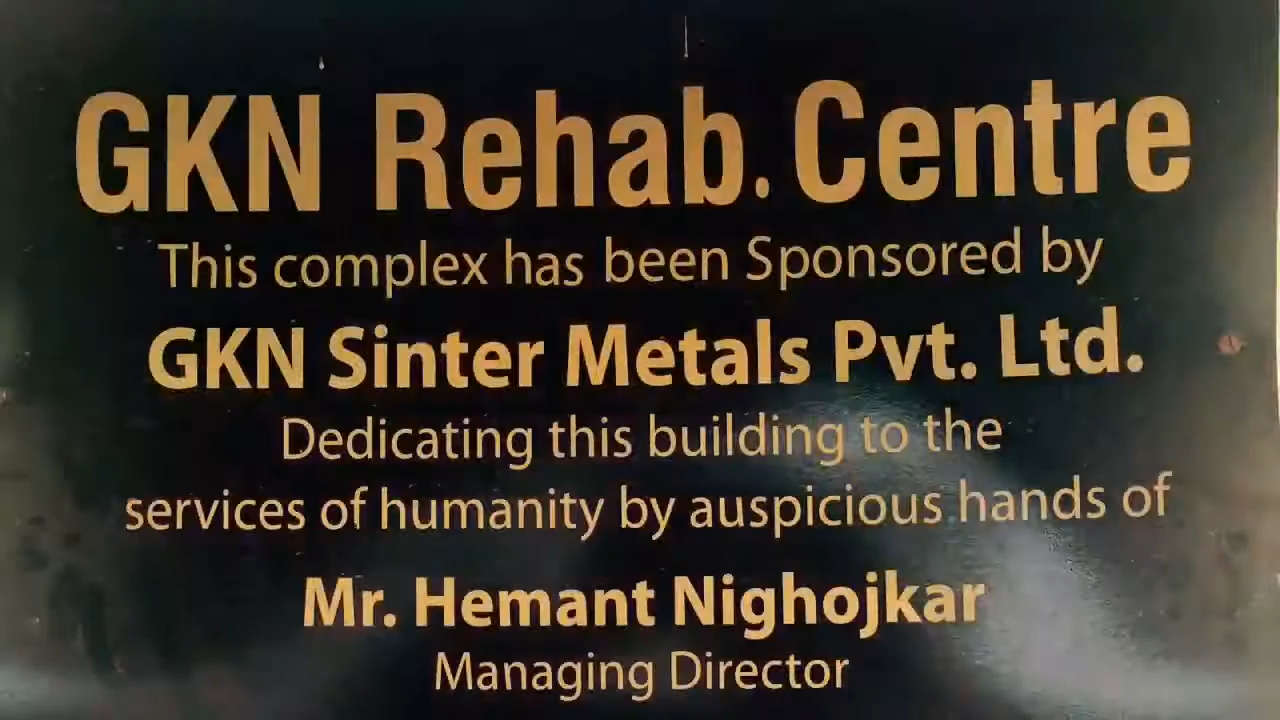 GKN Rehab. Centre
This complex has been Sponsored by
GKN Sinter Metals Pvt. Ltd.
Dedicating this building to the
services of humanity by auspicious hands of
Mr. Hemant Nighojkar
Managing Director